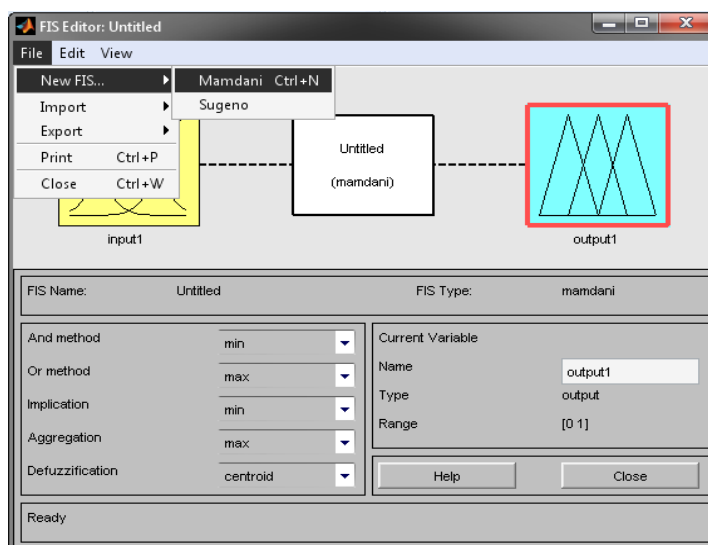 FIS Editor: Untitled
File Edit View
New FIS... Mamdani Ctrl+N
Sugeno
Import
Export
Print Ctrl+P
Close Ctrl+W
Untitled
(mamdani)
input1
output1
FIS Name: Untitled FIS Type: mamdani
And method min
Or method max
Implication min
Aggregation max
Defuzzification centroid
Current Variable
Name output1
Type output
Range [0 1]
Help Close
Ready